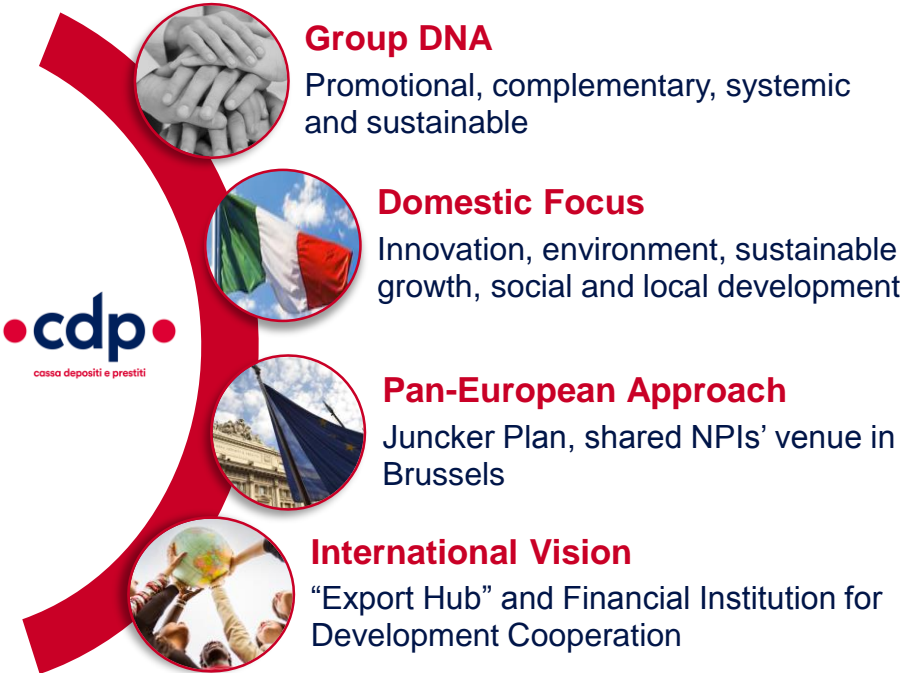 Group DNA
Promotional, complementary, systemic
and sustainable
Domestic Focus
Innovation, environment, sustainable
growth, social and local development
cdp
cassa depositi e prestiti
Pan-European Approach
Juncker Plan, shared NPIs’ venue in
Brussels
International Vision
“Export Hub” and Financial Institution for
Development Cooperation